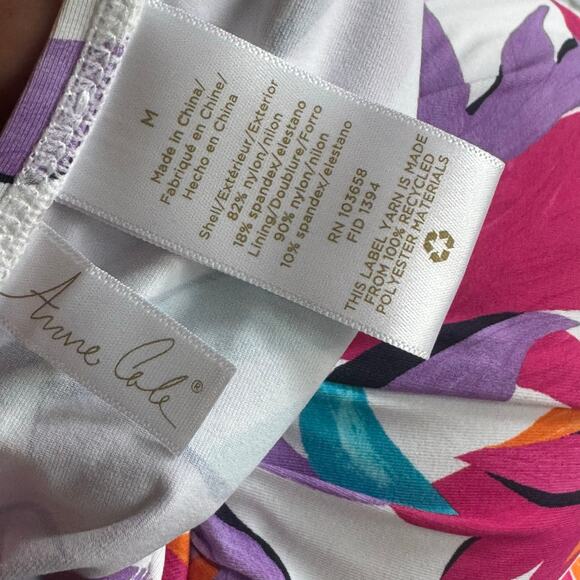 M
Made in China/
Fabriqué en Chine/
Hecho en China
Shell/Extérieur/Exterior
82% nylon/nilon
18% spandex/elestano
Lining/Doublure/Forro
90% nylon/nilon
10% spandex/elestano
RN 103658
FID 1394
THIS LABEL YARN IS MADE
FROM 100% RECYCLED
POLYESTER MATERIALS
Anne Cole®